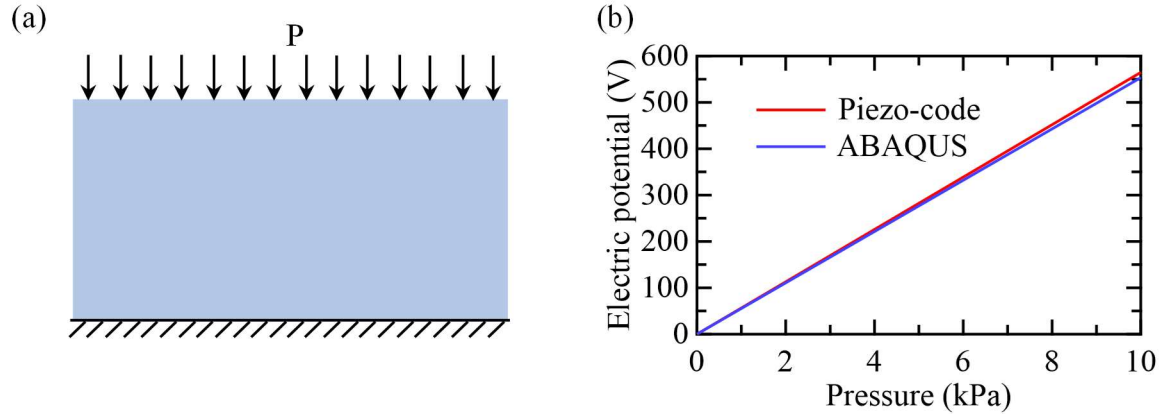 (a)
P
(b)
600
500
400
300
200
100
0
Electric potential (V)
Piezo-code
ABAQUS
0 2 4 6 8 10
Pressure (kPa)